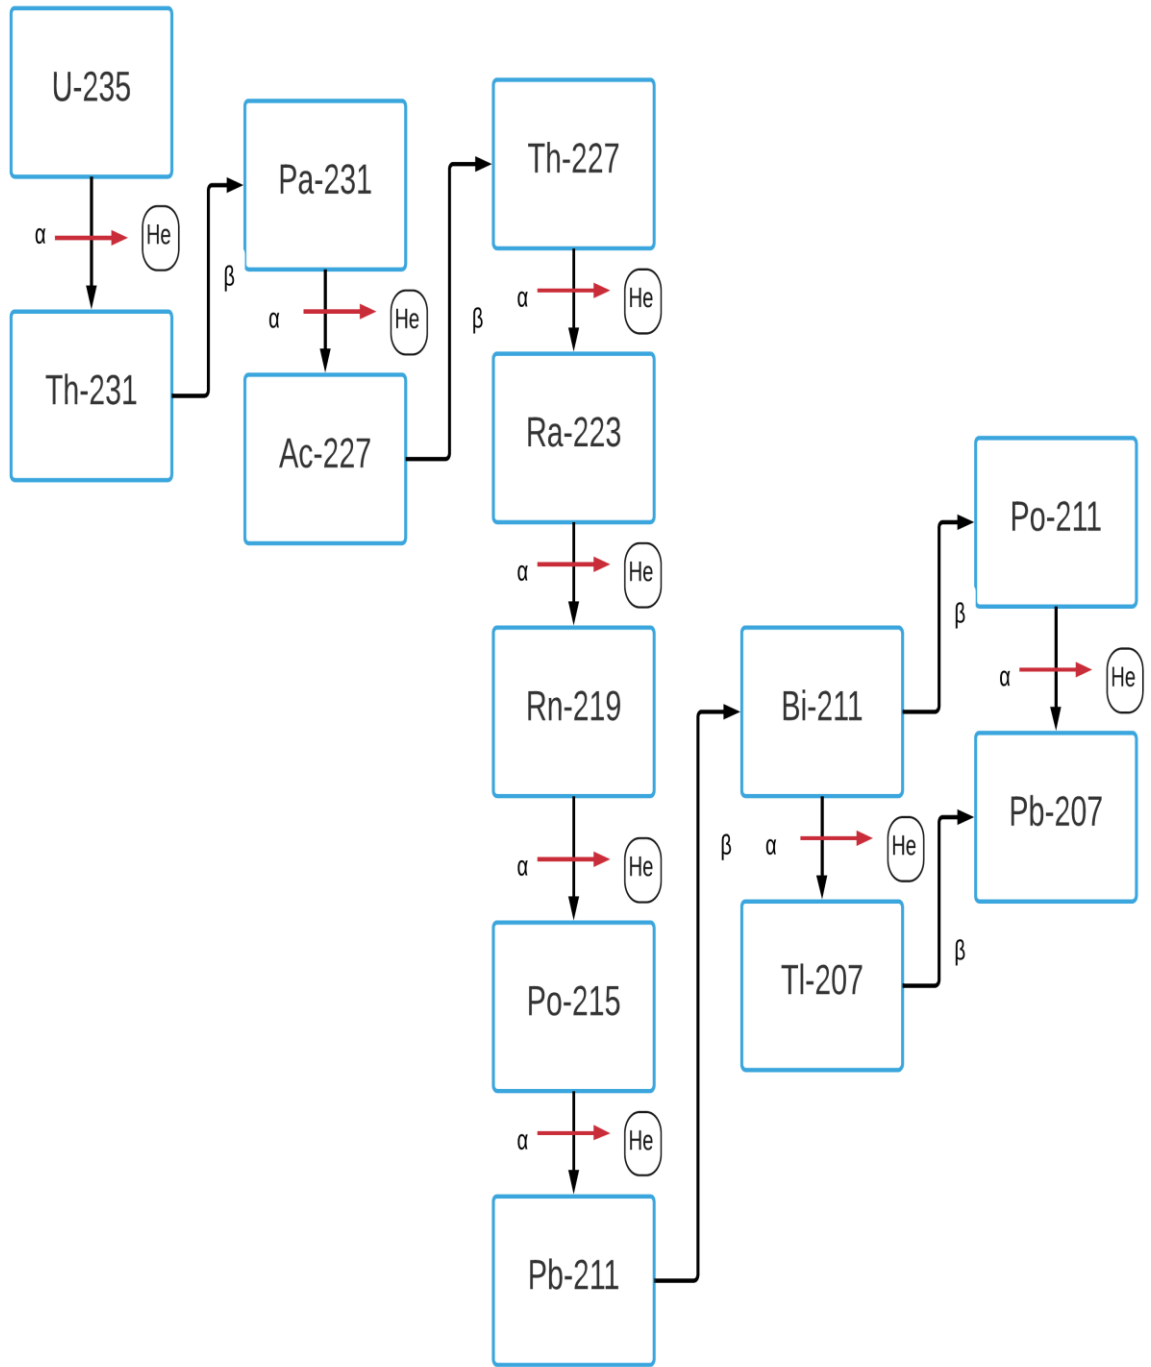 U-235
α
He
Th-231
β
Pa-231
α
He
Ac-227
β
Th-227
α
He
Ra-223
α
He
Rn-219
α
He
Po-215
α
He
Pb-211
β
Bi-211
α
He
Tl-207
β
Po-211
α
He
Pb-207
β